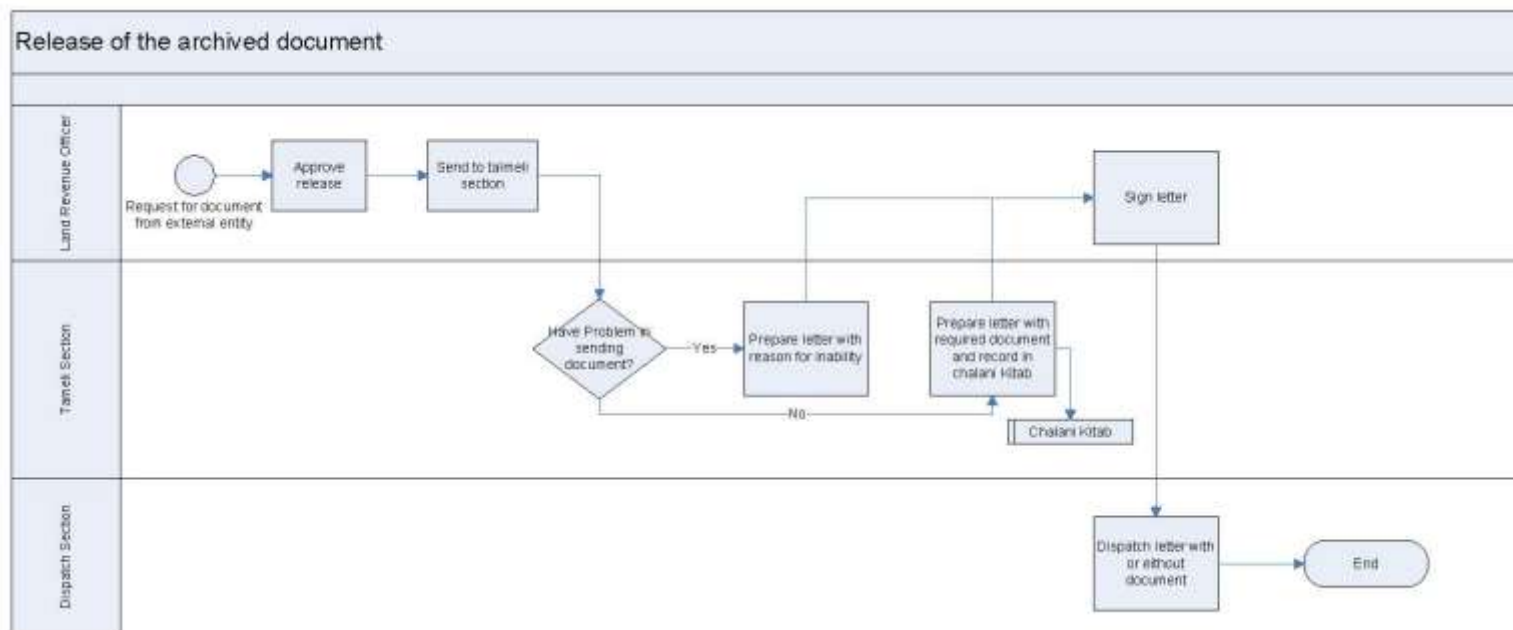 Release of the archived document
Land Revenue Officer
Request for document
from external entity
Approve
release
Send to talmeli
section
Sign letter
Tameli Section
Have Problem in
sending
document?
Yes
No
Prepare letter with
reason for inability
Prepare letter with
required document
and record in
chalani kitab
Chalani Kitab
Dispatch Section
Dispatch letter with
or eithout
document
End